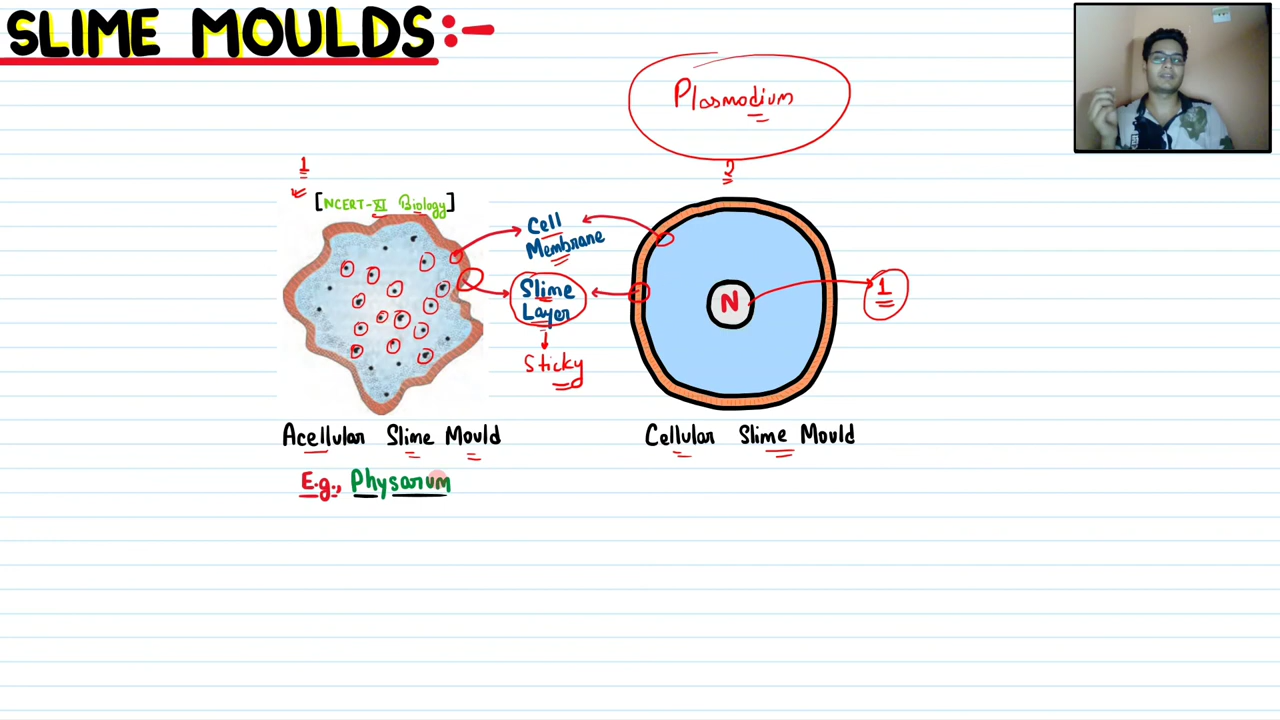 SLIME MOULDS:-
Plasmodium
1
2
[NCERT-XI Biology]
Cell
Membrane
Slime
Layer
Sticky
N
1
Acellular Slime Mould
Cellular Slime Mould
E.g., Physarum